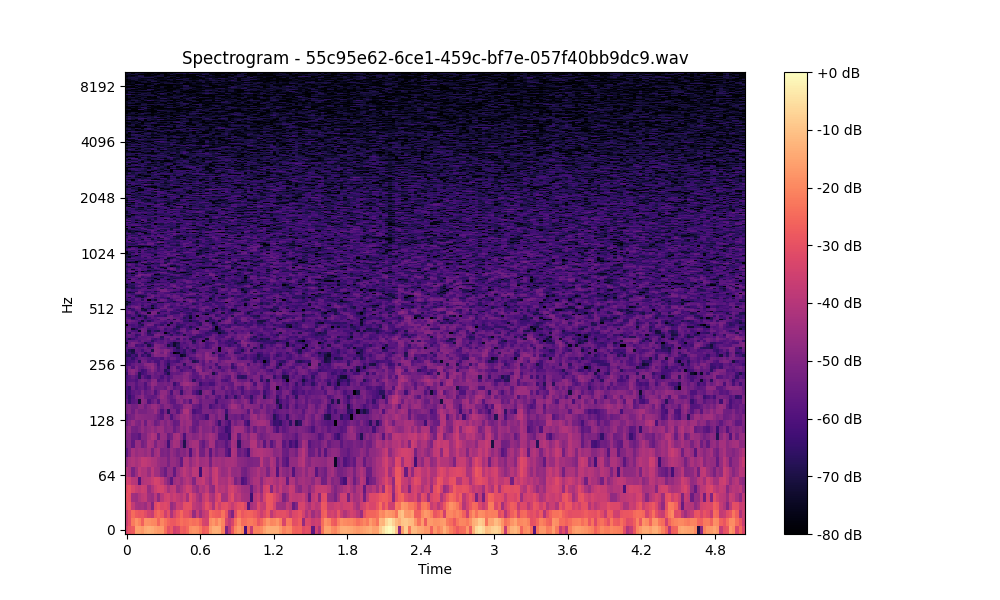 Spectrogram - 55c95e62-6ce1-459c-bf7e-057f40bb9dc9.wav
8192
4096
2048
1024
512
256
128
64
0
Hz
0
0.6
1.2
1.8
2.4
3
3.6
4.2
4.8
Time
+0 dB
-10 dB
-20 dB
-30 dB
-40 dB
-50 dB
-60 dB
-70 dB
-80 dB